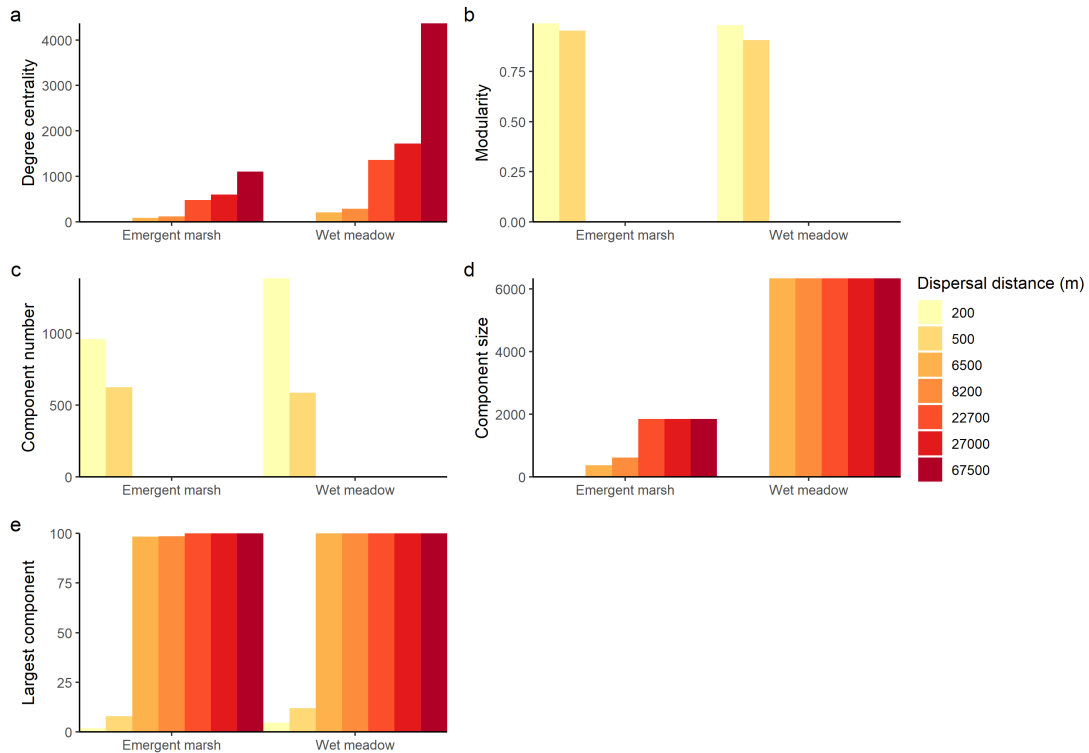 a
Degree centrality
4000
3000
2000
1000
0
Emergent marsh
Wet meadow
b
Modularity
0.75
0.50
0.25
0.00
Emergent marsh
Wet meadow
c
Component number
1000
500
0
Emergent marsh
Wet meadow
d
Component size
6000
4000
2000
0
Emergent marsh
Wet meadow
Dispersal distance (m)
200
500
6500
8200
22700
27000
67500
e
Largest component
100
75
50
25
0
Emergent marsh
Wet meadow